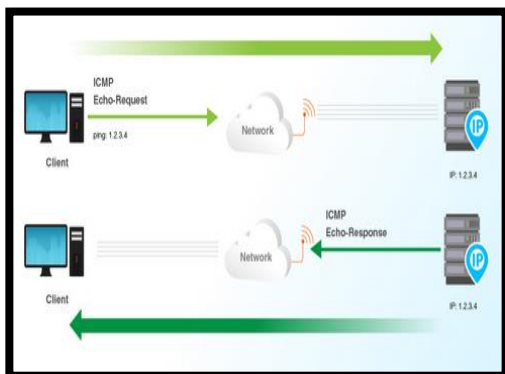 ICMP
Echo-Request
ping: 1.2.3.4
Network
IP
Client
IP: 1.2.3.4
ICMP
Echo-Response
Network
IP
Client
IP: 1.2.3.4